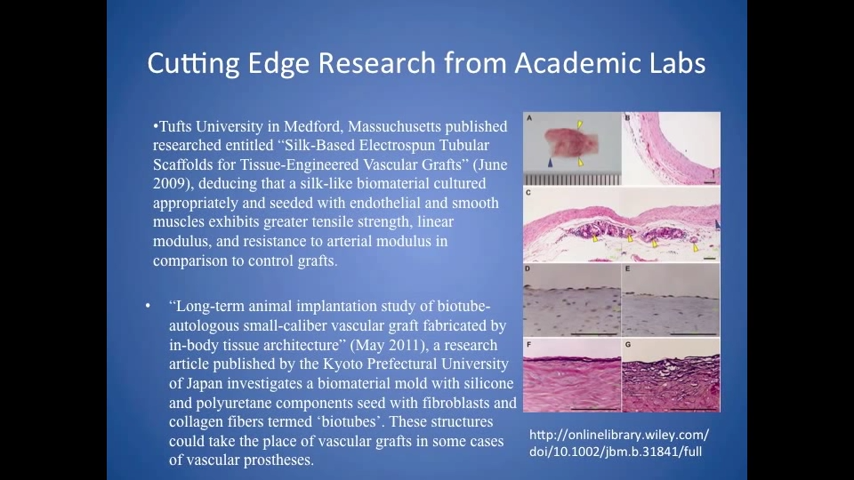 Cutting Edge Research from Academic Labs
•Tufts University in Medford, Massuchusetts published
researched entitled “Silk-Based Electrospun Tubular
Scaffolds for Tissue-Engineered Vascular Grafts” (June
2009), deducing that a silk-like biomaterial cultured
appropriately and seeded with endothelial and smooth
muscles exhibits greater tensile strength, linear
modulus, and resistance to arterial modulus in
comparison to control grafts.
• “Long-term animal implantation study of biotube-
autologous small-caliber vascular graft fabricated by
in-body tissue architecture” (May 2011), a research
article published by the Kyoto Prefectural University
of Japan investigates a biomaterial mold with silicone
and polyuretane components seed with fibroblasts and
collagen fibers termed ‘biotubes’. These structures
could take the place of vascular grafts in some cases
of vascular prostheses.
A
B
C
D
E
F
G
http://onlinelibrary.wiley.com/
doi/10.1002/jbm.b.31841/full